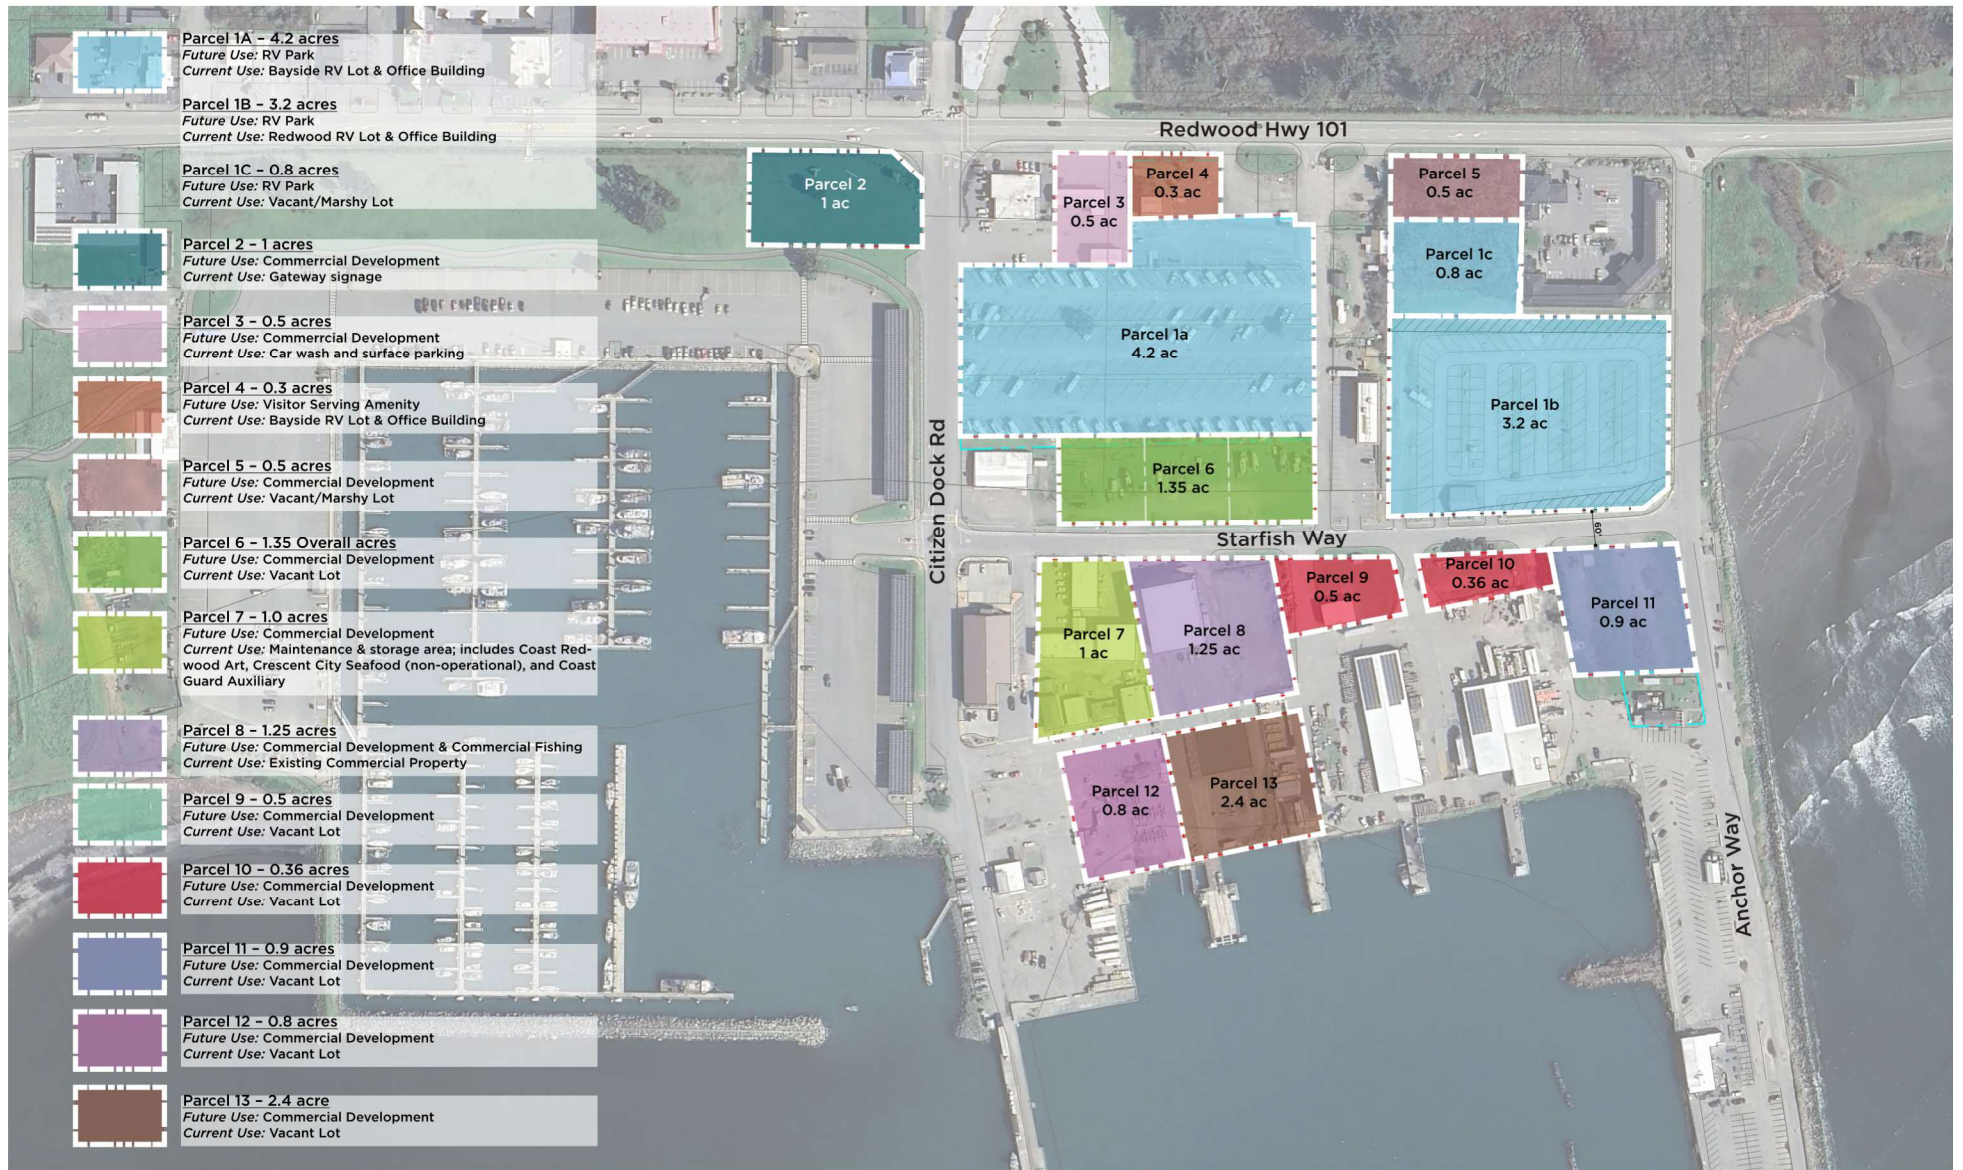 Parcel 1A – 4.2 acres
Future Use: RV Park
Current Use: Bayside RV Lot & Office Building
Parcel 1B – 3.2 acres
Future Use: RV Park
Current Use: Redwood RV Lot & Office Building
Parcel 1C – 0.8 acres
Future Use: RV Park
Current Use: Vacant/Marshy Lot
Parcel 2 – 1 acres
Future Use: Commercial Development
Current Use: Gateway signage
Parcel 3 – 0.5 acres
Future Use: Commercial Development
Current Use: Car wash and surface parking
Parcel 4 – 0.3 acres
Future Use: Visitor Serving Amenity
Current Use: Bayside RV Lot & Office Building
Parcel 5 – 0.5 acres
Future Use: Commercial Development
Current Use: Vacant/Marshy Lot
Parcel 6 – 1.35 Overall acres
Future Use: Commercial Development
Current Use: Vacant Lot
Parcel 7 – 1.0 acres
Future Use: Commercial Development
Current Use: Maintenance & storage area; includes Coast Red-
wood Art, Crescent City Seafood (non-operational), and Coast
Guard Auxiliary
Parcel 8 – 1.25 acres
Future Use: Commercial Development & Commercial Fishing
Current Use: Existing Commercial Property
Parcel 9 – 0.5 acres
Future Use: Commercial Development
Current Use: Vacant Lot
Parcel 10 – 0.36 acres
Future Use: Commercial Development
Current Use: Vacant Lot
Parcel 11 – 0.9 acres
Future Use: Commercial Development
Current Use: Vacant Lot
Parcel 12 – 0.8 acres
Future Use: Commercial Development
Current Use: Vacant Lot
Parcel 13 – 2.4 acre
Future Use: Commercial Development
Current Use: Vacant Lot
Redwood Hwy 101
Parcel 2
1 ac
Parcel 3
0.5 ac
Parcel 4
0.3 ac
Parcel 5
0.5 ac
Parcel 1c
0.8 ac
Parcel 1a
4.2 ac
Parcel 1b
3.2 ac
Parcel 6
1.35 ac
Citizen Dock Rd
Starfish Way
60'
Parcel 7
1 ac
Parcel 8
1.25 ac
Parcel 9
0.5 ac
Parcel 10
0.36 ac
Parcel 11
0.9 ac
Parcel 12
0.8 ac
Parcel 13
2.4 ac
Anchor Way